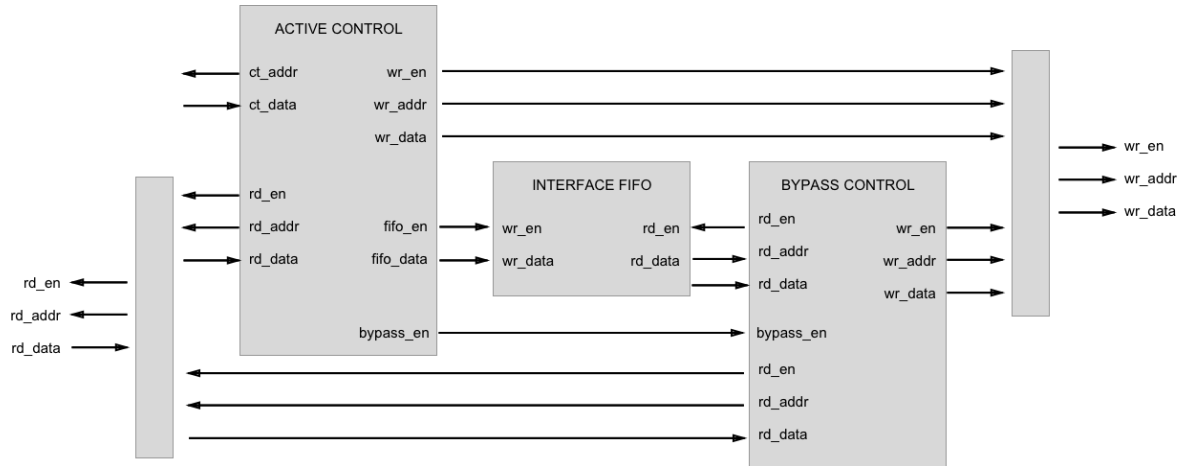 ACTIVE CONTROL
ct_addr
wr_en
ct_data
wr_addr
wr_data
rd_en
rd_addr
fifo_en
rd_data
fifo_data
bypass_en
INTERFACE FIFO
wr_en
rd_en
wr_data
rd_data
BYPASS CONTROL
rd_en
wr_en
rd_addr
wr_addr
rd_data
wr_data
bypass_en
rd_en
rd_addr
rd_data
wr_en
wr_addr
wr_data
rd_en
rd_addr
rd_data